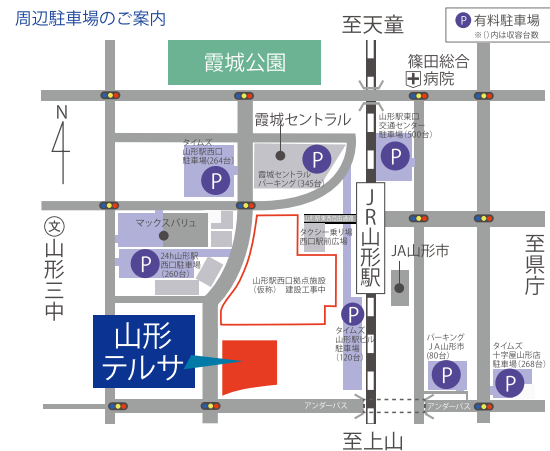 周辺駐車場のご案内
至天童
P 有料駐車場
※( )内は収容台数
霞城公園
篠田総合
病院
N
霞城セントラル
山形駅東口
交通センター
駐車場(500台)
P
タイムズ
山形駅西口
駐車場(264台)
P
P
霞城セントラル
パーキング(345台)
文
山形三中
マックスバリュ
24h山形駅
西口駐車場
(260台)
P
タクシー乗り場
西口駅前広場
JR山形駅
JA山形市
至県庁
山形駅西口拠点施設
(仮称) 建設工事中
山形
テルサ
P
タイムズ
山形駅ビル
駐車場
(120台)
パーキング
JA山形市
(80台)
P
タイムズ
十字屋山形店
駐車場(268台)
P
アンダーパス
アンダーパス
至上山